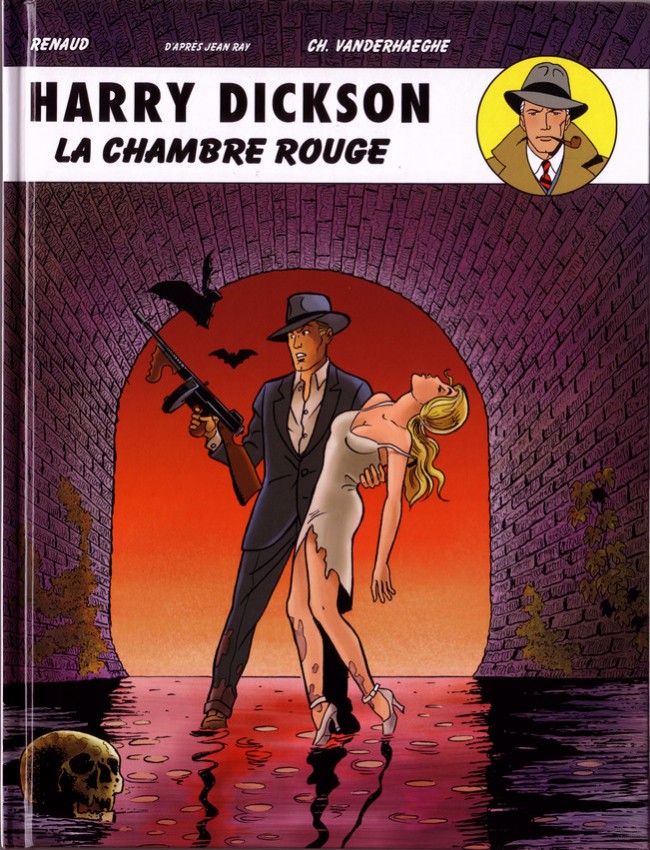 RENAUD D'APRÈS JEAN RAY CH. VANDERHAEGHE
HARRY DICKSON
LA CHAMBRE ROUGE